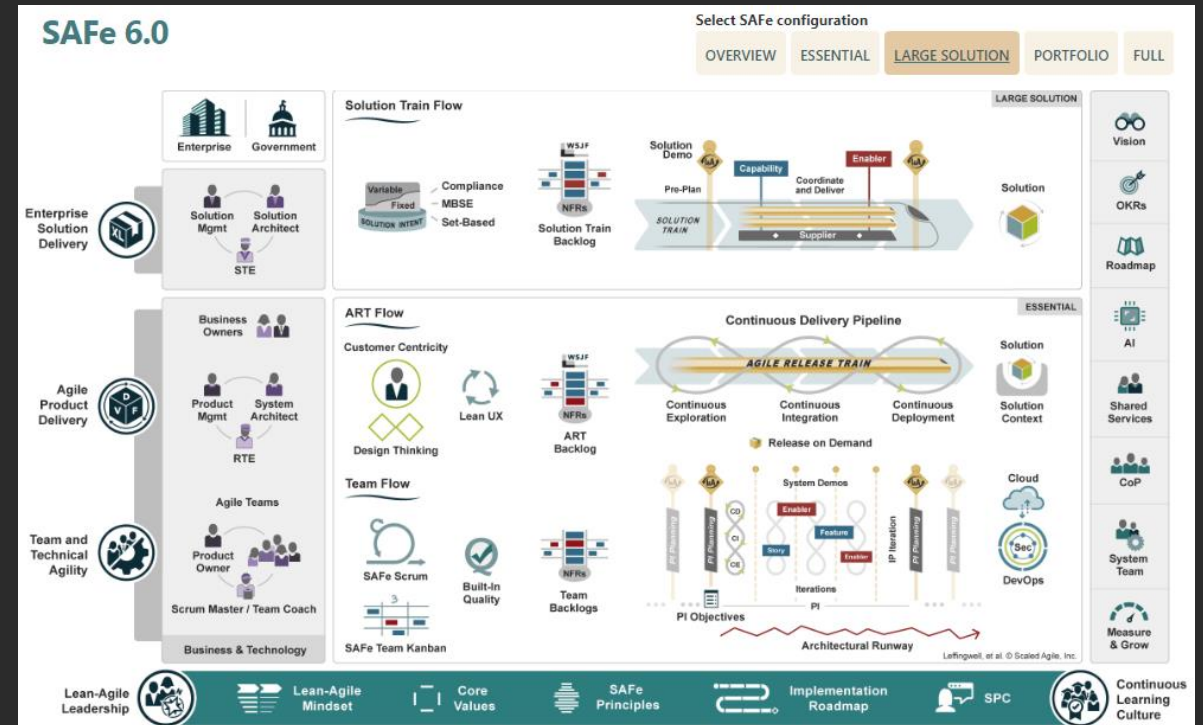 SAFe 6.0
Select SAFe configuration
OVERVIEW
ESSENTIAL
LARGE SOLUTION
PORTFOLIO
FULL
Enterprise
Government
Enterprise
Solution
Delivery
XL
Solution
Mgmt
Solution
Architect
STE
Solution Train Flow
LARGE SOLUTION
Variable
Fixed
SOLUTION INTENT
Compliance
MBSE
Set-Based
WSJF
NFRs
Solution Train
Backlog
Solution
Demo
Pre-Plan
I&A
Capability
Coordinate
and Deliver
Enabler
I&A
SOLUTION
TRAIN
Supplier
Solution
Agile
Product
Delivery
D
V F
Business
Owners
Product
Mgmt
System
Architect
RTE
Team and
Technical
Agility
Agile Teams
Product
Owner
Scrum Master / Team Coach
Business & Technology
ART Flow
ESSENTIAL
Customer Centricity
Design Thinking
Lean UX
WSJF
NFRs
ART
Backlog
Continuous Delivery Pipeline
AGILE RELEASE TRAIN
Continuous
Exploration
Continuous
Integration
Continuous
Deployment
Release on Demand
Solution
Solution
Context
Team Flow
SAFe Scrum
3
SAFe Team Kanban
Built-In
Quality
NFRs
Team
Backlogs
I&A
I&A
System Demos
I&A
I&A
PI Planning
PI Planning
CD
CI
CE
Enabler
Story
Feature
Enabler
IP Iteration
PI Planning
PI Planning
Iterations
PI
PI Objectives
Architectural Runway
Cloud
Sec
DevOps
Leffingwell, et al. © Scaled Agile, Inc.
Vision
OKRs
Roadmap
AI
Shared
Services
CoP
System
Team
Measure
& Grow
Lean-Agile
Leadership
Lean-Agile
Mindset
Core
Values
SAFe
Principles
Implementation
Roadmap
SPC
Continuous
Learning
Culture